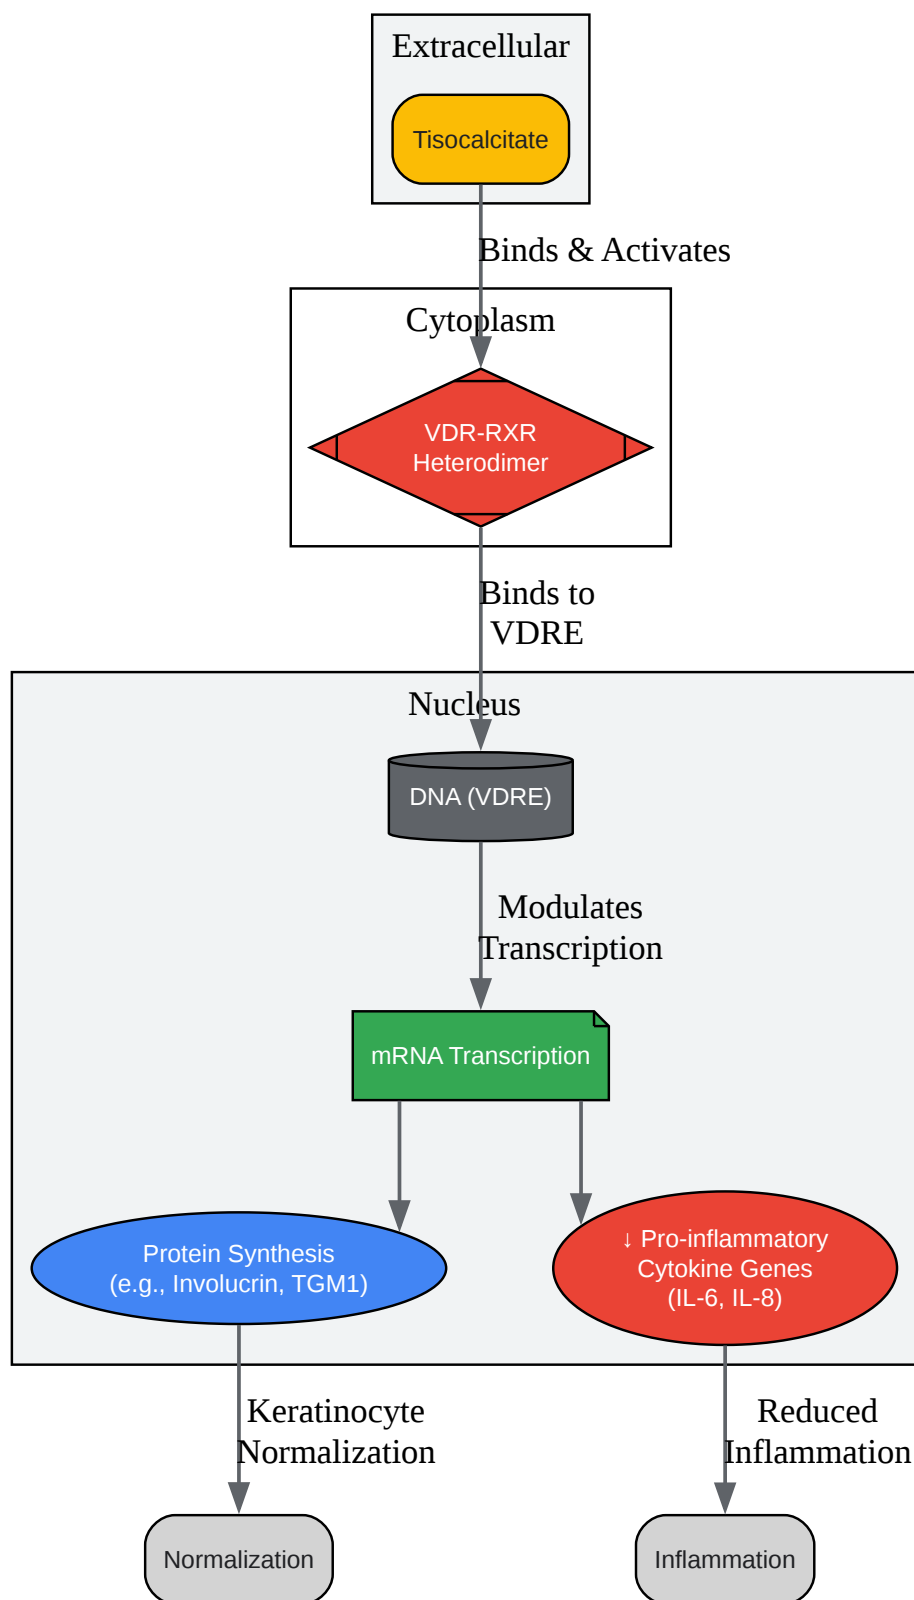 Extracellular
Tisocalcitate
Binds & Activates
Cytoplasm
VDR-RXR
Heterodimer
Binds to
VDRE
Nucleus
DNA (VDRE)
Modulates
Transcription
mRNA Transcription
Protein Synthesis
(e.g., Involucrin, TGM1)
↓ Pro-inflammatory
Cytokine Genes
(IL-6, IL-8)
Keratinocyte
Normalization
Reduced
Inflammation
Normalization
Inflammation